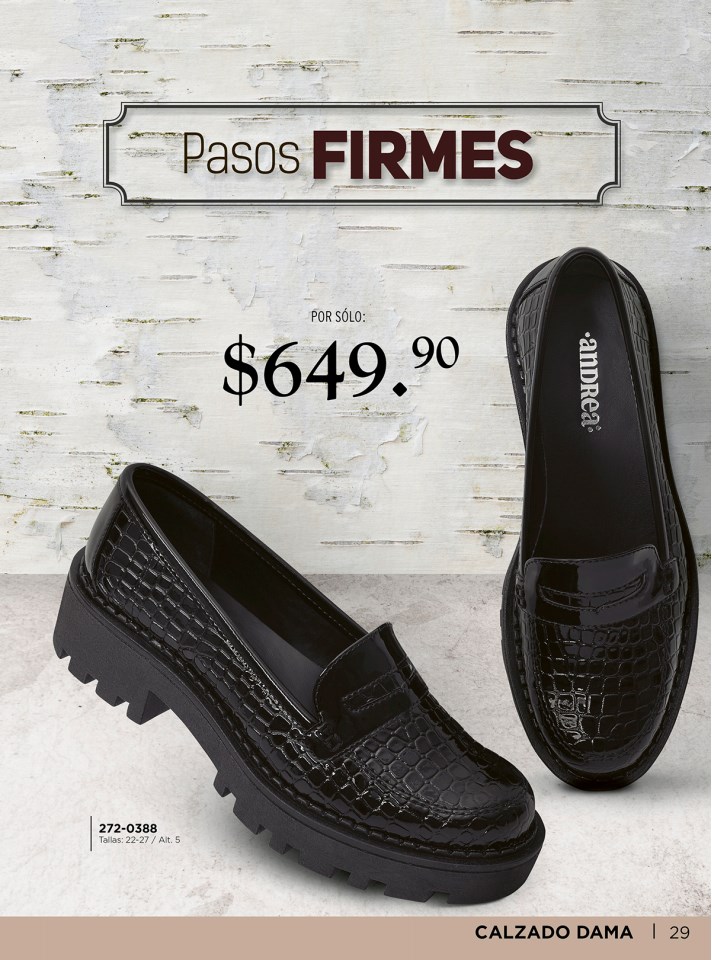 Pasos FIRMES
POR SÓLO:
$649.90
·aNDRea·
272-0388
Tallas: 22-27 / Alt. 5
CALZADO DAMA | 29